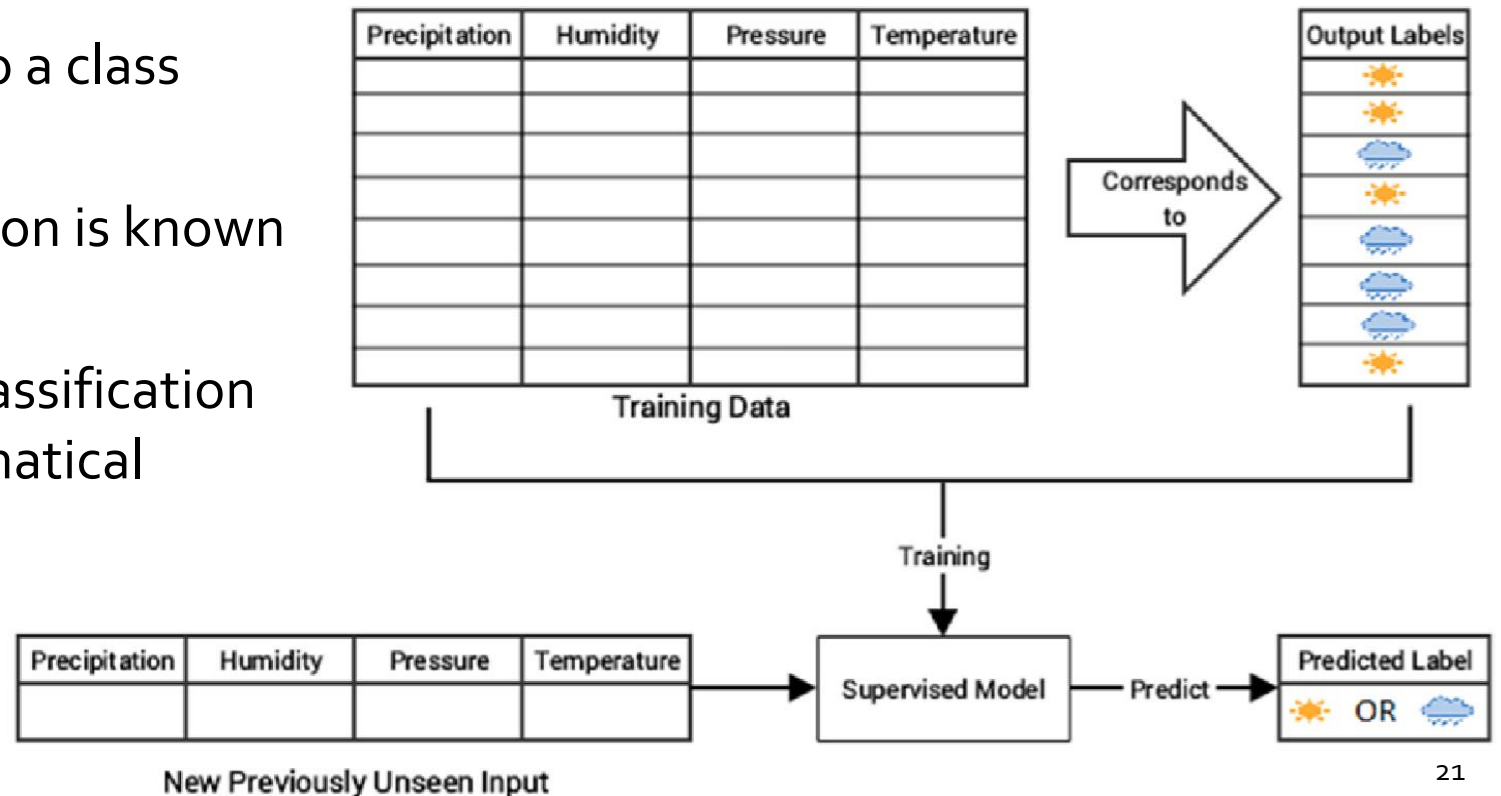 o a class
on is known
assification
natical
Precipitation Humidity Pressure Temperature
Output Labels
Corresponds
to
Training Data
Training
Precipitation Humidity Pressure Temperature
Supervised Model
Predict
Predicted Label
OR
New Previously Unseen Input
21